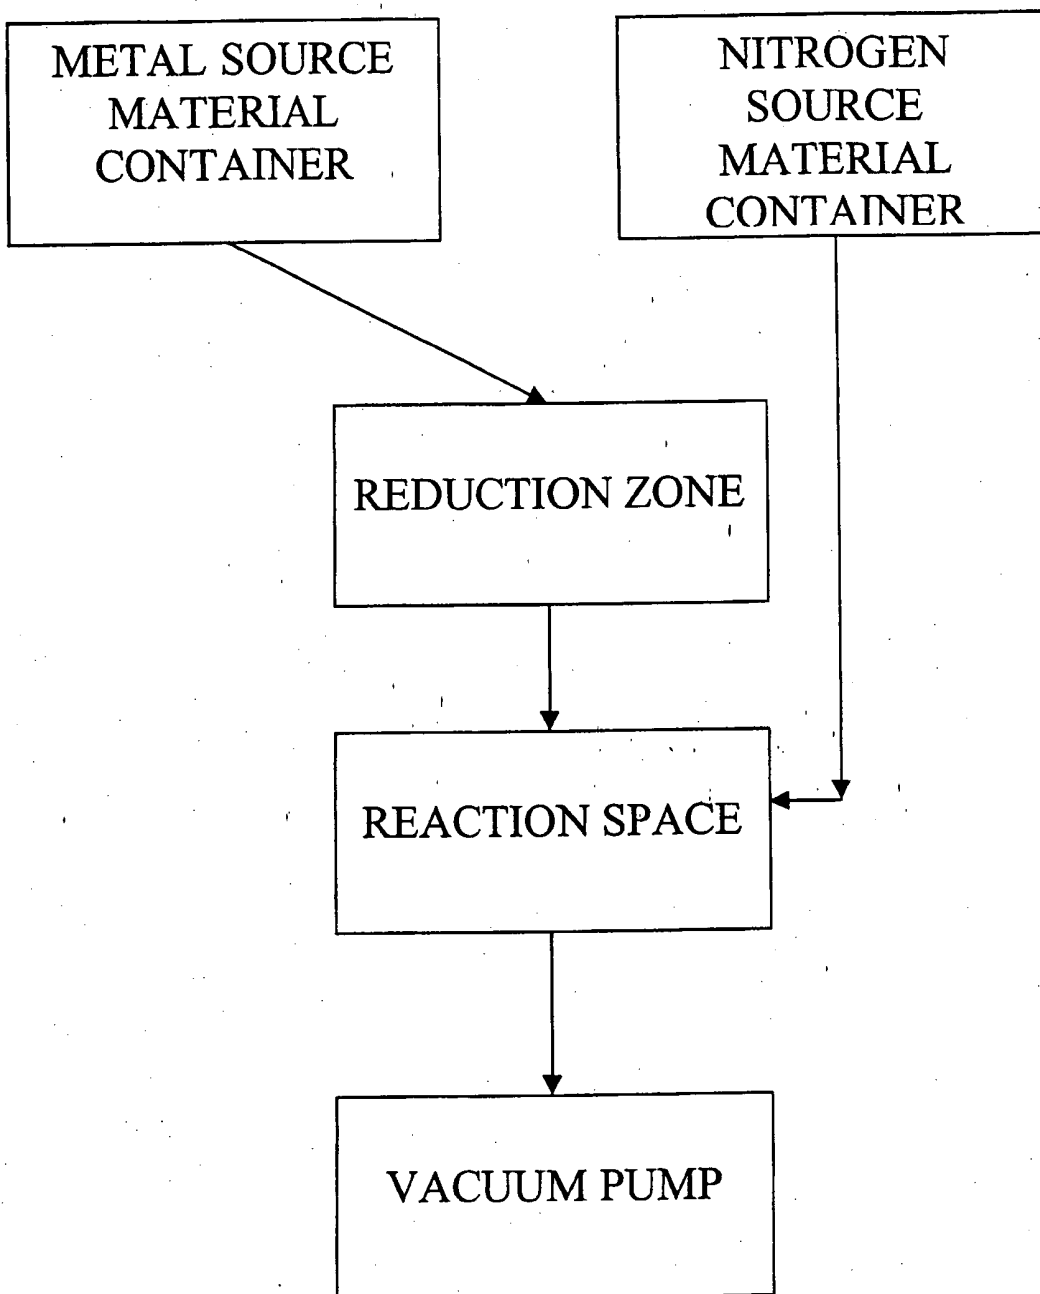 METAL SOURCE
MATERIAL
CONTAINER
NITROGEN
SOURCE
MATERIAL
CONTAINER
REDUCTION ZONE
REACTION SPACE
VACUUM PUMP